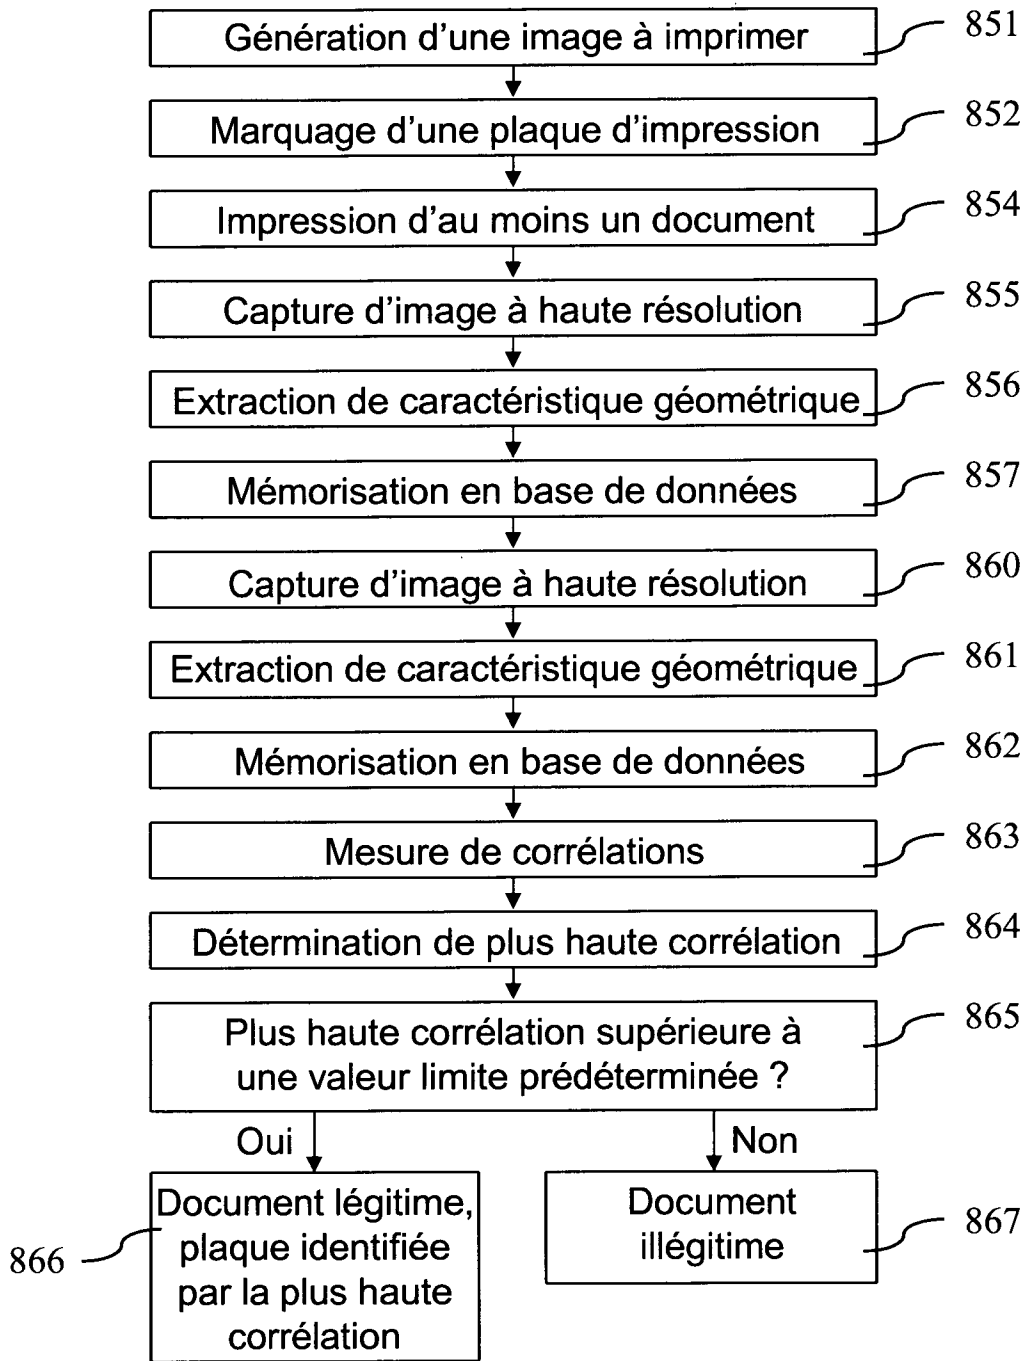 Génération d'une image à imprimer 851
Marquage d'une plaque d'impression 852
Impression d'au moins un document 854
Capture d'image à haute résolution 855
Extraction de caractéristique géométrique 856
Mémorisation en base de données 857
Capture d'image à haute résolution 860
Extraction de caractéristique géométrique 861
Mémorisation en base de données 862
Mesure de corrélations 863
Détermination de plus haute corrélation 864
Plus haute corrélation supérieure à 865
une valeur limite prédéterminée ?
Oui
Non
Document légitime,
plaque identifiée
par la plus haute
corrélation
866
Document
illégitime
867